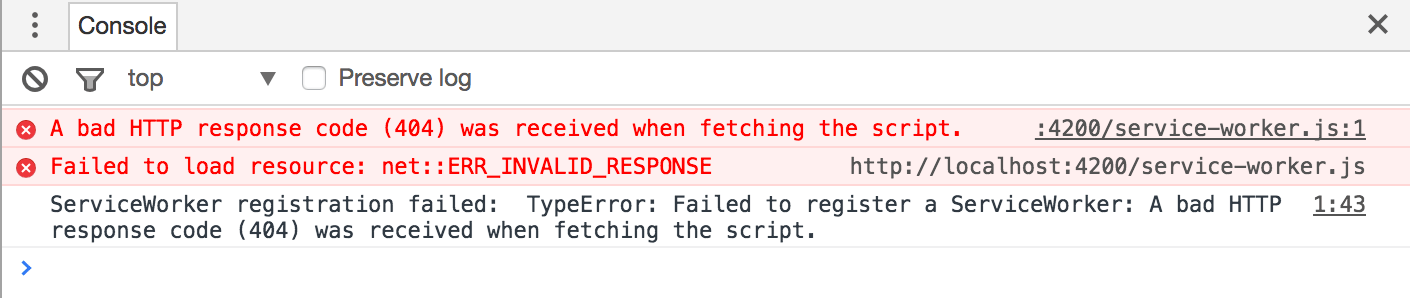 Console
top Preserve log
A bad HTTP response code (404) was received when fetching the script. :4200/service-worker.js:1
Failed to load resource: net::ERR_INVALID_RESPONSE http://localhost:4200/service-worker.js
ServiceWorker registration failed:  TypeError: Failed to register a ServiceWorker: A bad HTTP 1:43
response code (404) was received when fetching the script.